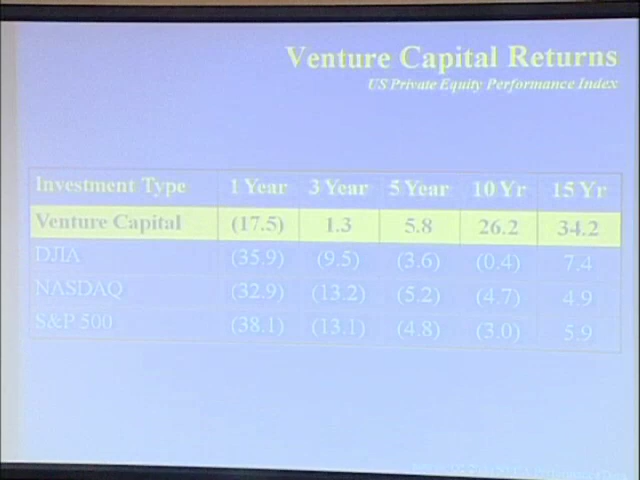 Venture Capital Returns
US Private Equity Performance Index
Investment Type 1 Year 3 Year 5 Year 10 Yr 15 Yr
Venture Capital (17.5) 1.3 5.8 26.2 34.2
DJIA (35.9) (9.5) (3.6) (0.4) 7.4
NASDAQ (32.9) (13.2) (5.2) (4.7) 4.9
S&P 500 (38.1) (13.1) (4.8) (3.0) 5.9